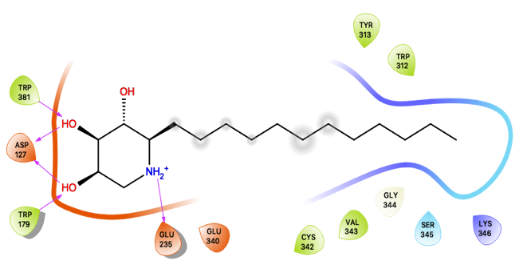 TYR
313
TRP
312
TRP
381
OH
HO
ASP
127
HO
NH2+
TRP
179
GLU
235
GLU
340
CYS
342
VAL
343
GLY
344
SER
345
LYS
346